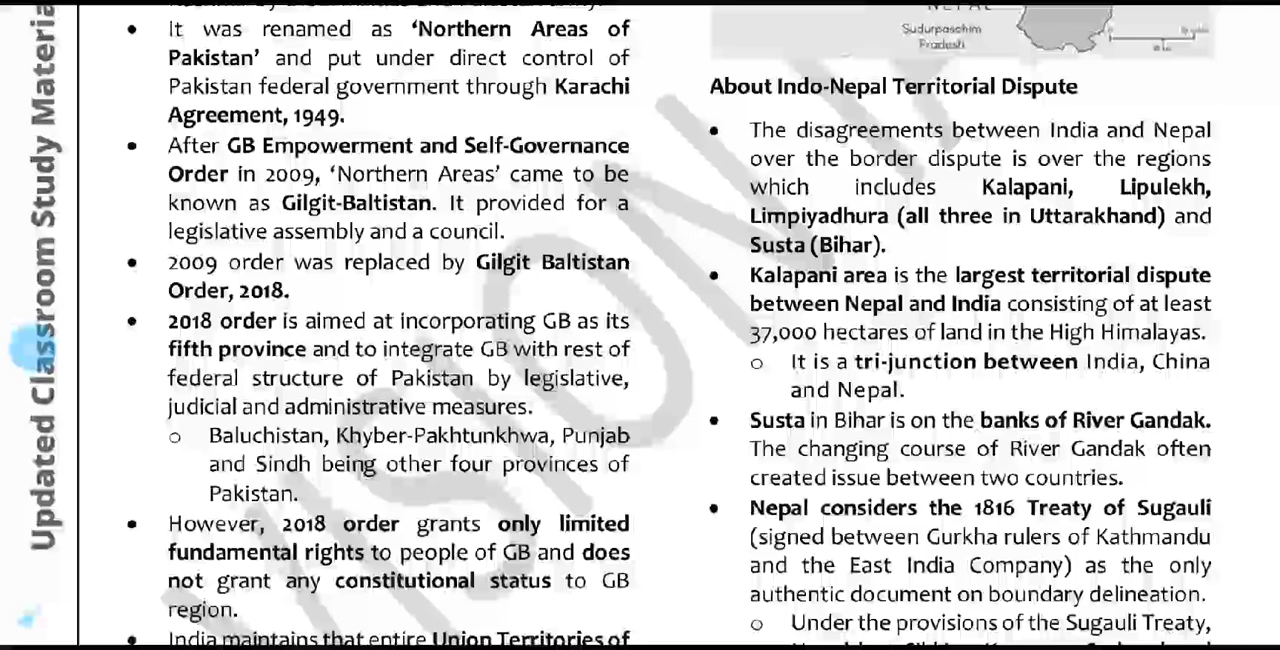 Updated Classroom Study Materia
It was renamed as ‘Northern Areas of
Pakistan’ and put under direct control of
Pakistan federal government through Karachi
Agreement, 1949.
After GB Empowerment and Self-Governance
Order in 2009, ‘Northern Areas’ came to be
known as Gilgit-Baltistan. It provided for a
legislative assembly and a council.
2009 order was replaced by Gilgit Baltistan
Order, 2018.
2018 order is aimed at incorporating GB as its
fifth province and to integrate GB with rest of
federal structure of Pakistan by legislative,
judicial and administrative measures.
Baluchistan, Khyber-Pakhtunkhwa, Punjab
and Sindh being other four provinces of
Pakistan.
However, 2018 order grants only limited
fundamental rights to people of GB and does
not grant any constitutional status to GB
region.
India maintains that entire Union Territories of
NEPAL
Sudurpaschim
Pradesh
About Indo-Nepal Territorial Dispute
The disagreements between India and Nepal
over the border dispute is over the regions
which includes Kalapani, Lipulekh,
Limpiyadhura (all three in Uttarakhand) and
Susta (Bihar).
Kalapani area is the largest territorial dispute
between Nepal and India consisting of at least
37,000 hectares of land in the High Himalayas.
It is a tri-junction between India, China
and Nepal.
Susta in Bihar is on the banks of River Gandak.
The changing course of River Gandak often
created issue between two countries.
Nepal considers the 1816 Treaty of Sugauli
(signed between Gurkha rulers of Kathmandu
and the East India Company) as the only
authentic document on boundary delineation.
Under the provisions of the Sugauli Treaty,
VISION